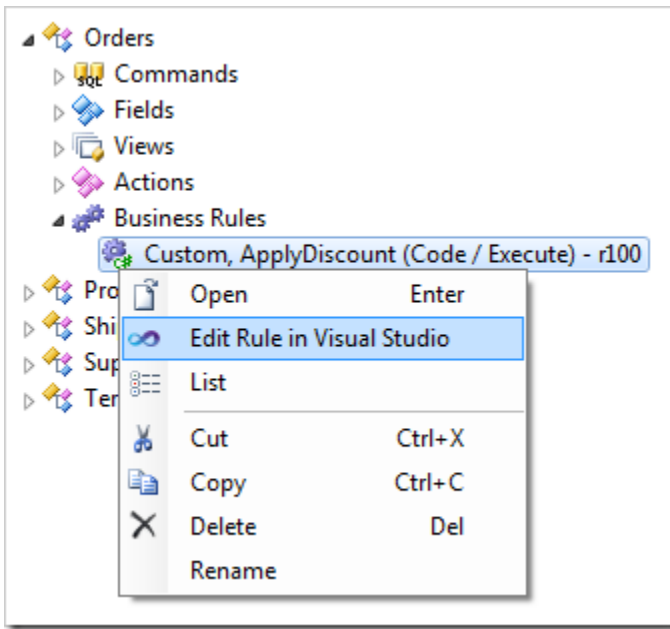 Orders
SQL Commands
Fields
Views
Actions
Business Rules
C# Custom, ApplyDiscount (Code / Execute) - r100
Pro
Shi
Sup
Ter
Open Enter
Edit Rule in Visual Studio
List
Cut Ctrl+X
Copy Ctrl+C
Delete Del
Rename